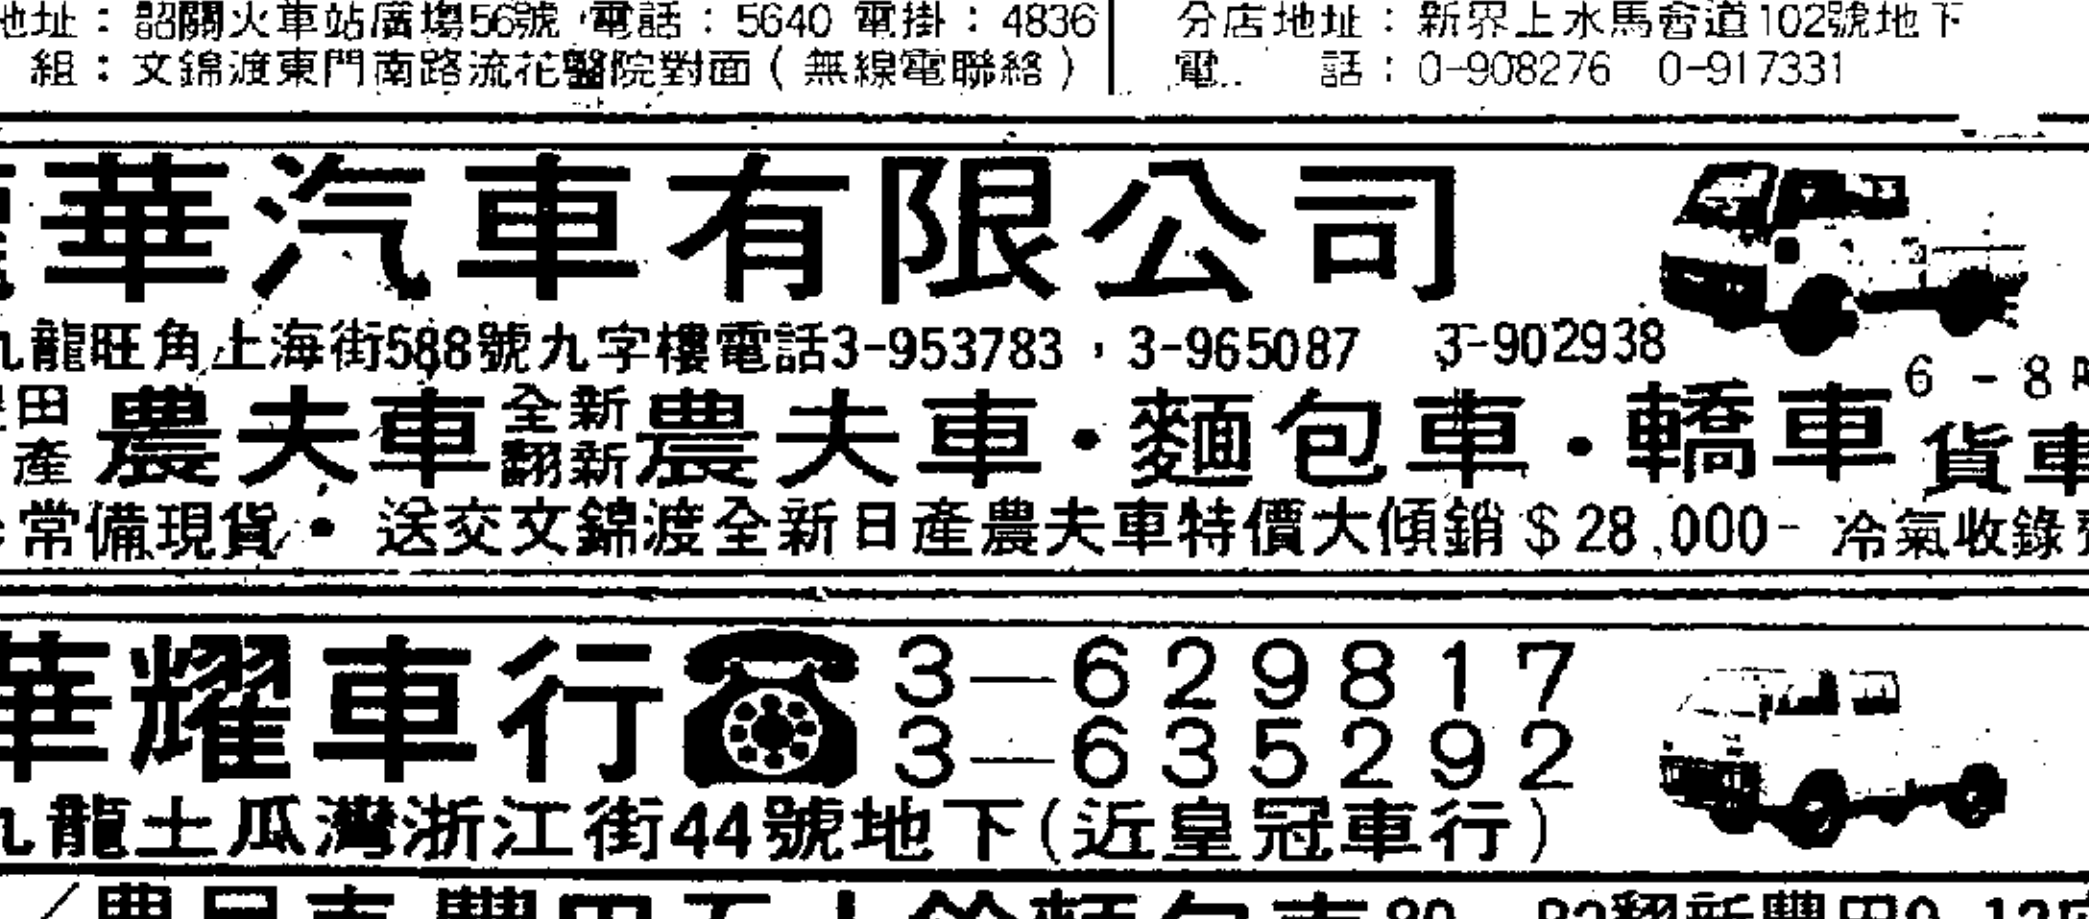 地址：韶關火車站廣場56號 電話：5640 電掛：4836
分店地址：新界上水馬會道102號地下
組：文錦渡東門南路流花醫院對面（無線電聯絡）
電 話：0-908276 0-917331
華汽車有限公司
九龍旺角上海街588號九字樓電話3-953783，3-965087 3-902938
田 產 農夫車 全新 翻新 農夫車·麵包車·轎車 6-8 貨車
常備現貨·送交文錦渡全新日產農夫車特價大傾銷$28,000- 冷氣收錄
華耀車行 3—629817
3—635292
九龍土瓜灣浙江街44號地下(近皇冠車行)